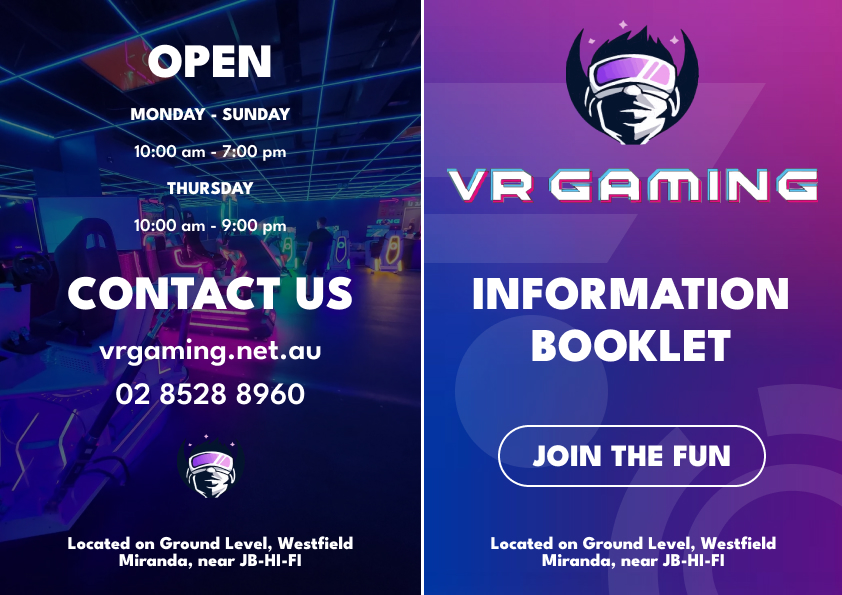 OPEN
MONDAY - SUNDAY
10:00 am - 7:00 pm
THURSDAY
10:00 am - 9:00 pm
CONTACT US
vrgaming.net.au
02 8528 8960
Located on Ground Level, Westfield
Miranda, near JB-HI-FI
VR GAMING
INFORMATION
BOOKLET
JOIN THE FUN
Located on Ground Level, Westfield
Miranda, near JB-HI-FI